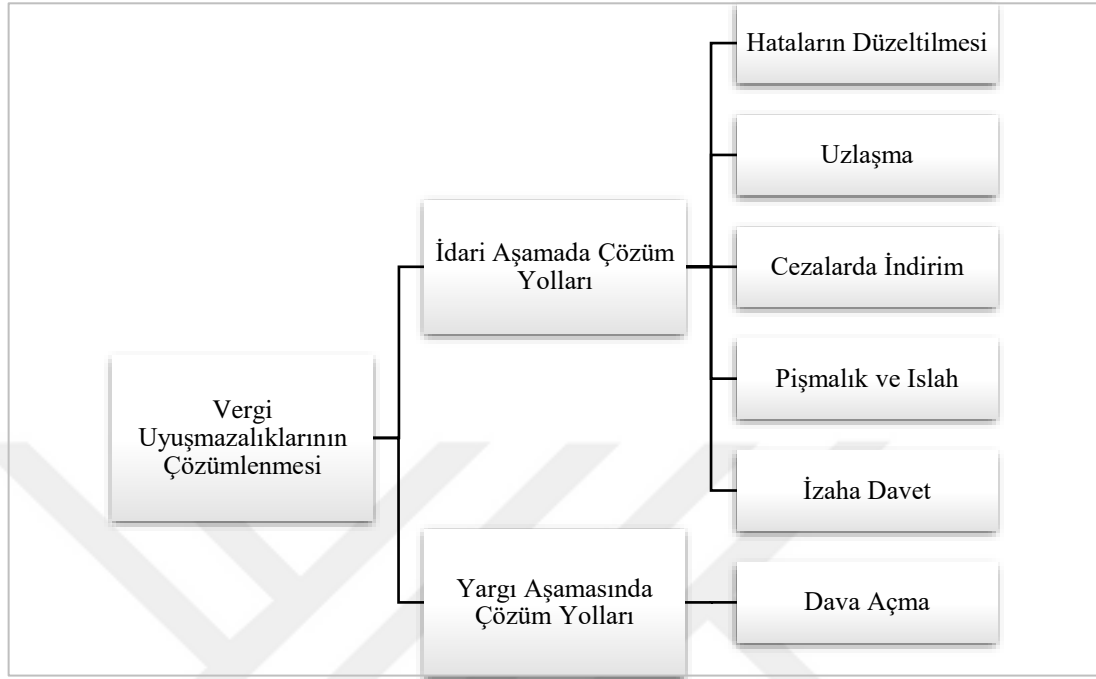 Hataların Düzeltilmesi
Uzlaşma
İdari Aşamada Çözüm
Yolları
Cezalarda İndirim
Pişmalık ve Islah
Vergi
Uyuşmazalıklarının
Çözümlenmesi
İzaha Davet
Yargı Aşamasında
Çözüm Yolları
Dava Açma